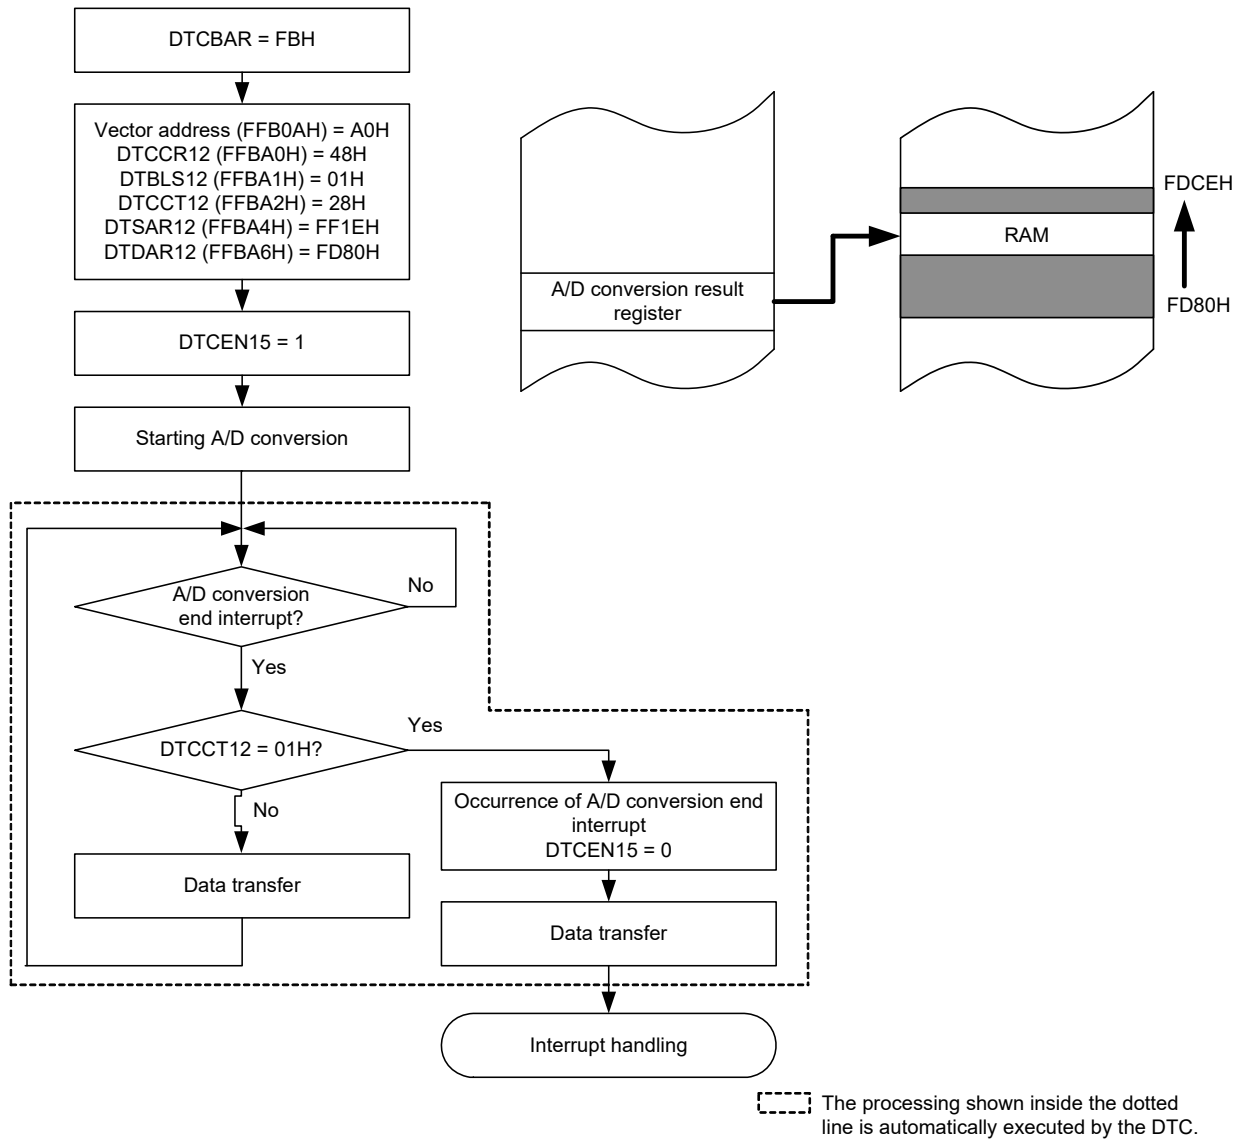 DTCBAR = FBH
Vector address (FFB0AH) = A0H
DTCCR12 (FFBA0H) = 48H
DTBLS12 (FFBA1H) = 01H
DTCCT12 (FFBA2H) = 28H
DTSAR12 (FFBA4H) = FF1EH
DTDAR12 (FFBA6H) = FD80H
DTCEN15 = 1
Starting A/D conversion
A/D conversion
end interrupt?
No
Yes
DTCCT12 = 01H?
Yes
No
Data transfer
Occurrence of A/D conversion end
interrupt
DTCEN15 = 0
Data transfer
Interrupt handling
A/D conversion result
register
RAM
FDCEH
FD80H
The processing shown inside the dotted
line is automatically executed by the DTC.